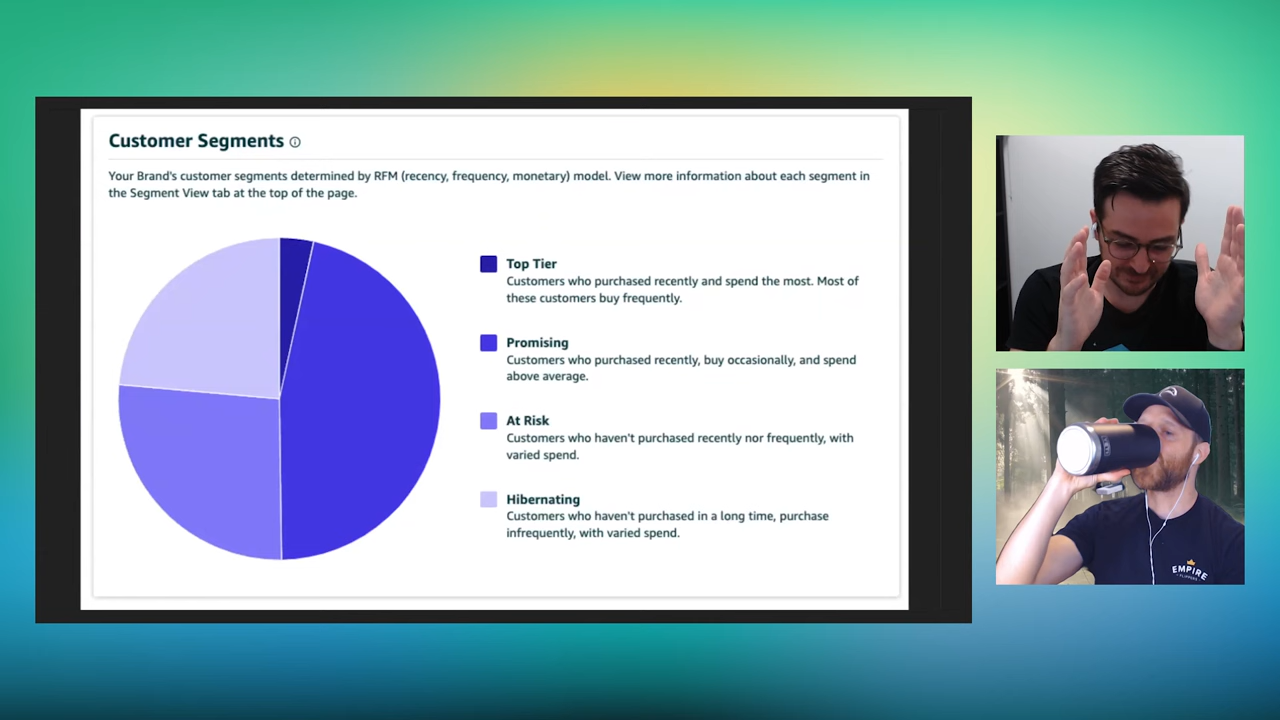 Customer Segments
Your Brand's customer segments determined by RFM (recency, frequency, monetary) model. View more information about each segment in
the Segment View tab at the top of the page.
Top Tier
Customers who purchased recently and spend the most. Most of
these customers buy frequently.
Promising
Customers who purchased recently, buy occasionally, and spend
above average.
At Risk
Customers who haven't purchased recently nor frequently, with
varied spend.
Hibernating
Customers who haven't purchased in a long time, purchase
infrequently, with varied spend.
EMPIRE
FLIPPERS